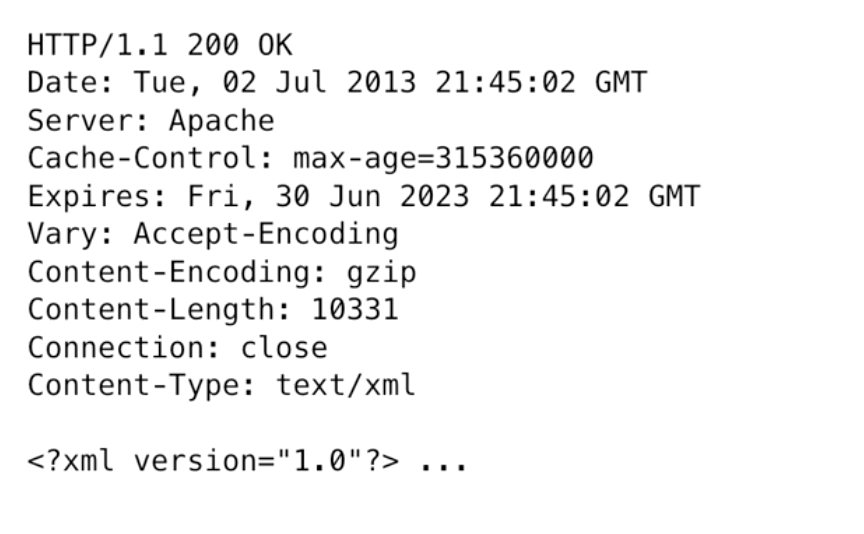 HTTP/1.1 200 OK
Date: Tue, 02 Jul 2013 21:45:02 GMT
Server: Apache
Cache-Control: max-age=315360000
Expires: Fri, 30 Jun 2023 21:45:02 GMT
Vary: Accept-Encoding
Content-Encoding: gzip
Content-Length: 10331
Connection: close
Content-Type: text/xml
<?xml version="1.0"?> ...